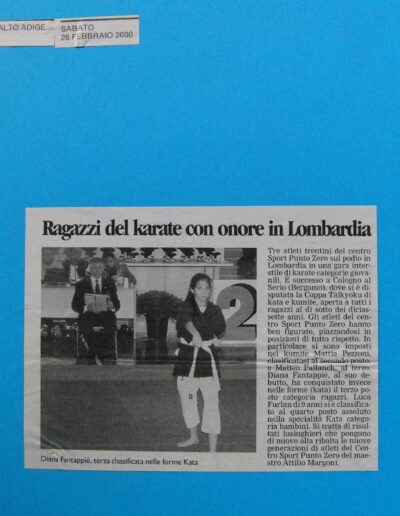 ALTO ADIGE
SABATO
26 FEBBRAIO 2000
Ragazzi del karate con onore in Lombardia
Tre atleti trentini del centro
Sport Punto Zero sul podio in
Lombardia in una gara inter-
stile di karate categorie giova-
nili. È successo a Cologno al
Serio (Bergamo), dove si è di-
sputata la Coppa Taikyoku di
kata e kumite, aperta a tutti i
ragazzi al di sotto dei dicias-
sette anni. Gli atleti del cen-
tro Sport Punto Zero hanno
ben figurato, piazzandosi in
posizioni di tutto rispetto. In
particolare si sono imposti
nel kumite Mattia Pezzoni,
classificatosi al secondo posto,
e Matteo Pallanch, al terzo.
Diana Fantappiè, al suo de-
butto, ha conquistato invece
nelle forme (kata) il terzo po-
sto categoria ragazzi. Luca
Furlan di 9 anni si è classifica-
to al quarto posto assoluto
nella specialità Kata catego-
ria bambini. Si tratta di risul-
tati lusinghieri che pongono
di nuovo alla ribalta le nuove
generazioni di atleti del Cen-
tro Sport Punto Zero del mae-
stro Attilio Margoni.
2
Diana Fantappiè, terza classificata nelle forme Kata